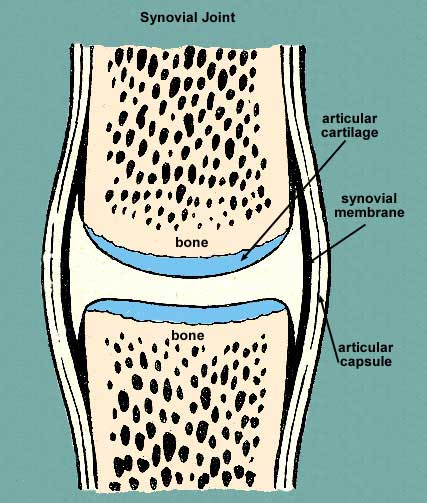 Synovial Joint
articular
cartilage
synovial
membrane
bone
bone
articular
capsule